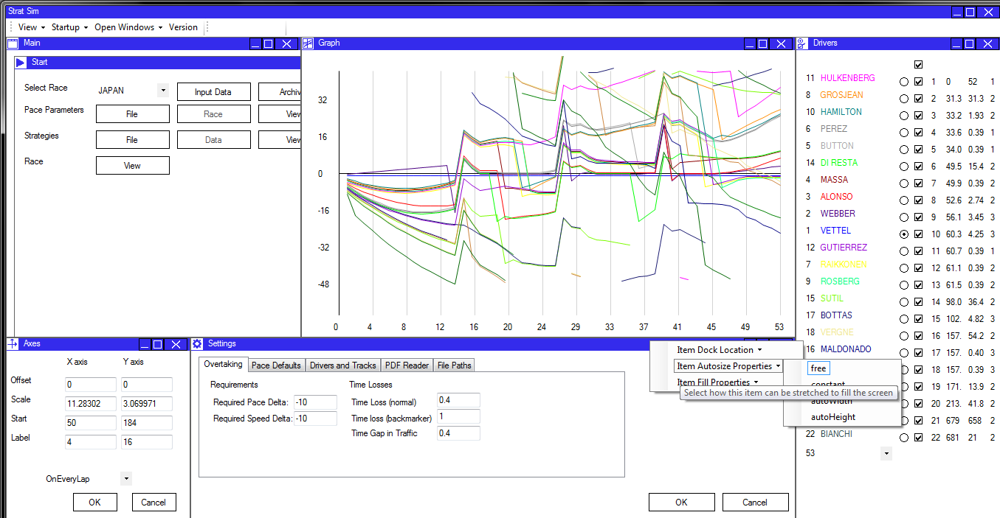 Strat Sim
View Startup Open Windows Version
Main
Start
Select Race JAPAN Input Data
Pace Parameters File Race View
Strategies File Data View
Race View
Graph
32
16
0
-16
-32
-48
0 4 8 12 16 20 24 29 33 37 41 45 49 53
Drivers
11 HULKENBERG 1 0 52 1
8 GROSJEAN 2 31.3 31.3 2
10 HAMILTON 3 33.2 1.93 2
6 PEREZ 4 33.6 0.39 1
5 BUTTON 5 34.0 0.39 1
14 DI RESTA 6 49.5 15.4 2
4 MASSA 7 49.9 0.39 2
3 ALONSO 8 52.6 2.74 2
2 WEBBER 9 56.1 3.45 3
1 VETTEL 10 60.3 4.25 3
12 GUTIERREZ 11 60.7 0.39 1
7 RAIKKONEN 12 61.1 0.39 2
9 ROSBERG 13 61.5 0.39 2
15 SUTIL 14 98.0 36.4 2
17 BOTTAS 15 102. 4.82 3
18 VERGNE 16 157. 54.2 2
16 MALDONADO 17 157. 0.40 3
18 157. 0.39 3
19 171. 13.9 2
20 213. 41.8 2
21 679 658 2
22 BIANCHI 22 681 21 2
53
Axes
X axis Y axis
Offset 0 0
Scale 11.28302 3.069971
Start 50 184
Label 4 16
OnEveryLap
OK Cancel
Settings
Overtaking Pace Defaults Drivers and Tracks PDF Reader File Paths
Requirements Time Losses
Required Pace Delta: -10 Time Loss (normal) 0.4
Required Speed Delta: -10 Time loss (backmarker) 1
Time Gap in Traffic 0.4
OK Cancel
Item Dock Location
Item Autosize Properties
Item Fill Properties
free
constant
autoWidth
autoHeight
Select how this item can be stretched to fill the screen